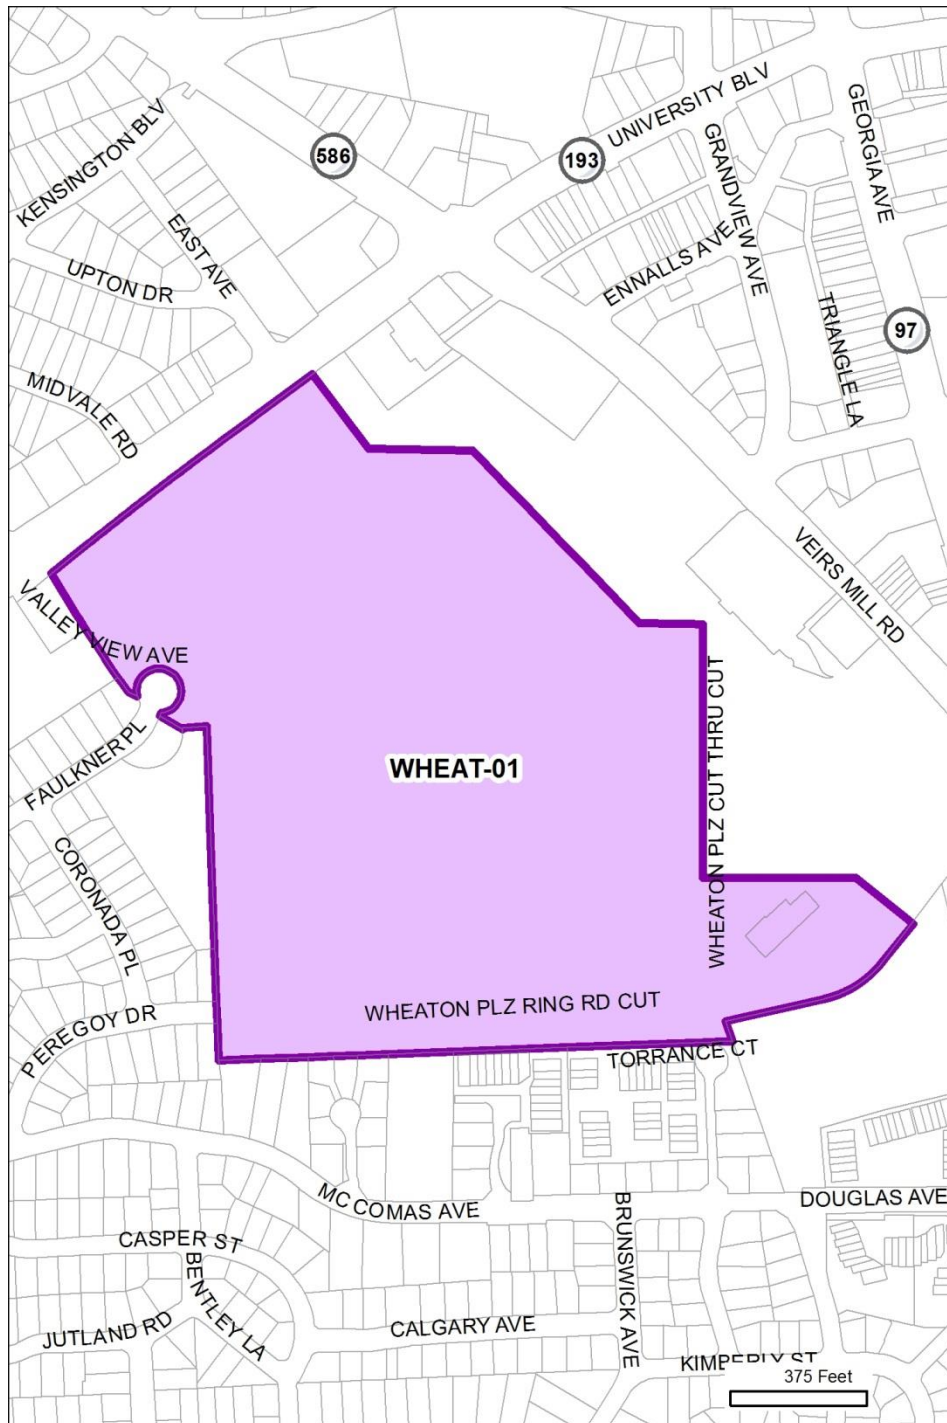 UNIVERSITY BLV
KENSINGTON BLV
586
193
GEORGIA AVE
GRANDVIEW AVE
EAST AVE
UPTON DR
ENNALLS AVE
TRIANGLE LA
97
MIDVALE RD
VEIRS MILL RD
VALLEY VIEW AVE
WHEATON PLZ CUT THRU CUT
FAULKNER PL
WHEAT-01
CORONADA PL
WHEATON PLZ RING RD CUT
PEREGOY DR
TORRANCE CT
MC COMAS AVE
DOUGLAS AVE
BRUNSWICK AVE
CASPER ST
BENTLEY LA
JUTLAND RD
CALGARY AVE
KIMBERLY ST
375 Feet